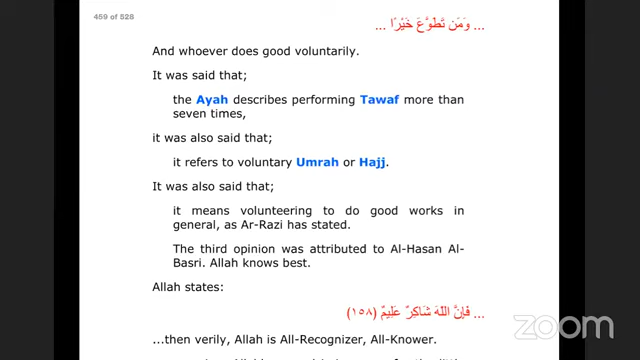 459 of 528
... وَمَن تَطَوَّعَ خَيْرًا ...
And whoever does good voluntarily.
It was said that;
the Ayah describes performing Tawaf more than
seven times,
it was also said that;
it refers to voluntary Umrah or Hajj.
It was also said that;
it means volunteering to do good works in
general, as Ar-Razi has stated.
The third opinion was attributed to Al-Hasan Al-
Basri. Allah knows best.
Allah states:
... فَإِنَّ اللّهَ شَاكِرٌ عَلِيمٌ (١٥٨)
...then verily, Allah is All-Recognizer, All-Knower.
zoom